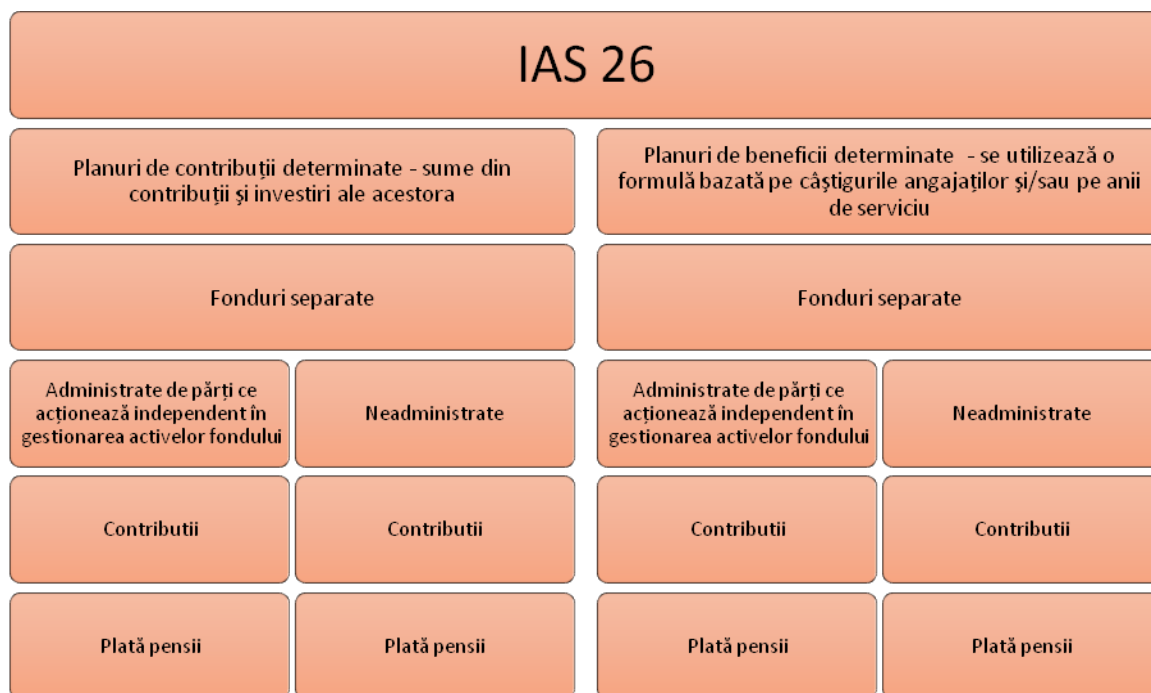 IAS 26
Planuri de contribuții determinate - sume din
contribuții și investiri ale acestora
Planuri de beneficii determinate - se utilizează o
formulă bazată pe câștigurile angajaților și/sau pe anii
de serviciu
Fonduri separate
Fonduri separate
Administrate de părți ce
acționează independent în
gestionarea activelor fondului
Neadministrate
Administrate de părți ce
acționează independent în
gestionarea activelor fondului
Neadministrate
Contributii
Contributii
Contributii
Contributii
Plată pensii
Plată pensii
Plată pensii
Plată pensii